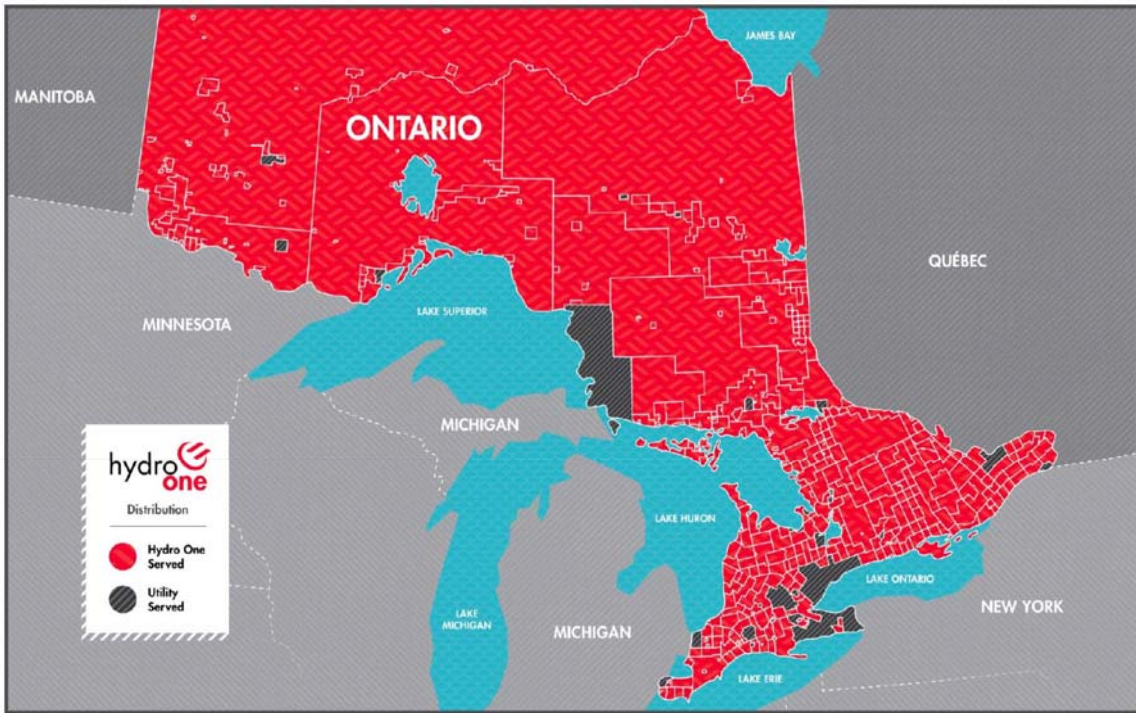 JAMES BAY
MANITOBA
ONTARIO
QUÉBEC
LAKE SUPERIOR
MINNESOTA
MICHIGAN
hydro
one
Distribution
Hydro One
Served
Utility
Served
LAKE HURON
LAKE ONTARIO
NEW YORK
LAKE
MICHIGAN
MICHIGAN
LAKE ERIE